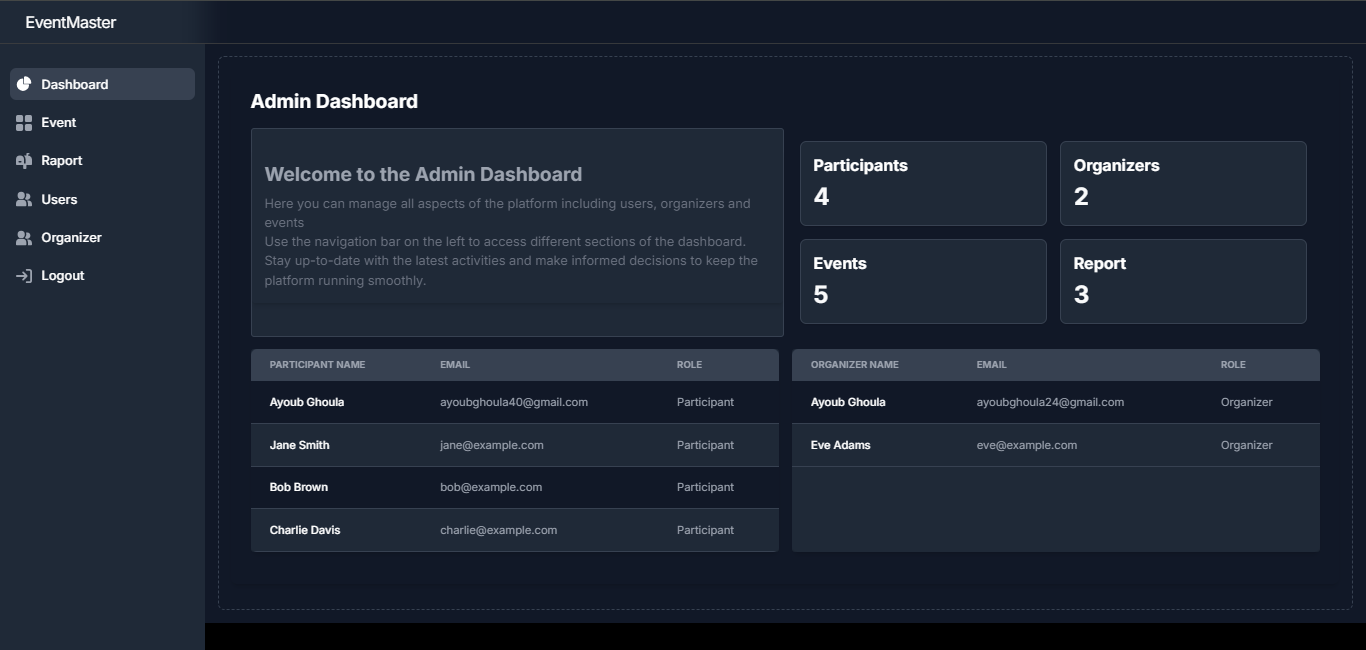 EventMaster
Dashboard
Event
Raport
Users
Organizer
Logout
Admin Dashboard
Welcome to the Admin Dashboard
Here you can manage all aspects of the platform including users, organizers and
events
Use the navigation bar on the left to access different sections of the dashboard.
Stay up-to-date with the latest activities and make informed decisions to keep the
platform running smoothly.
Participants
4
Organizers
2
Events
5
Report
3
PARTICIPANT NAME EMAIL ROLE
Ayoub Ghoula ayoubghoula40@gmail.com Participant
Jane Smith jane@example.com Participant
Bob Brown bob@example.com Participant
Charlie Davis charlie@example.com Participant
ORGANIZER NAME EMAIL ROLE
Ayoub Ghoula ayoubghoula24@gmail.com Organizer
Eve Adams eve@example.com Organizer